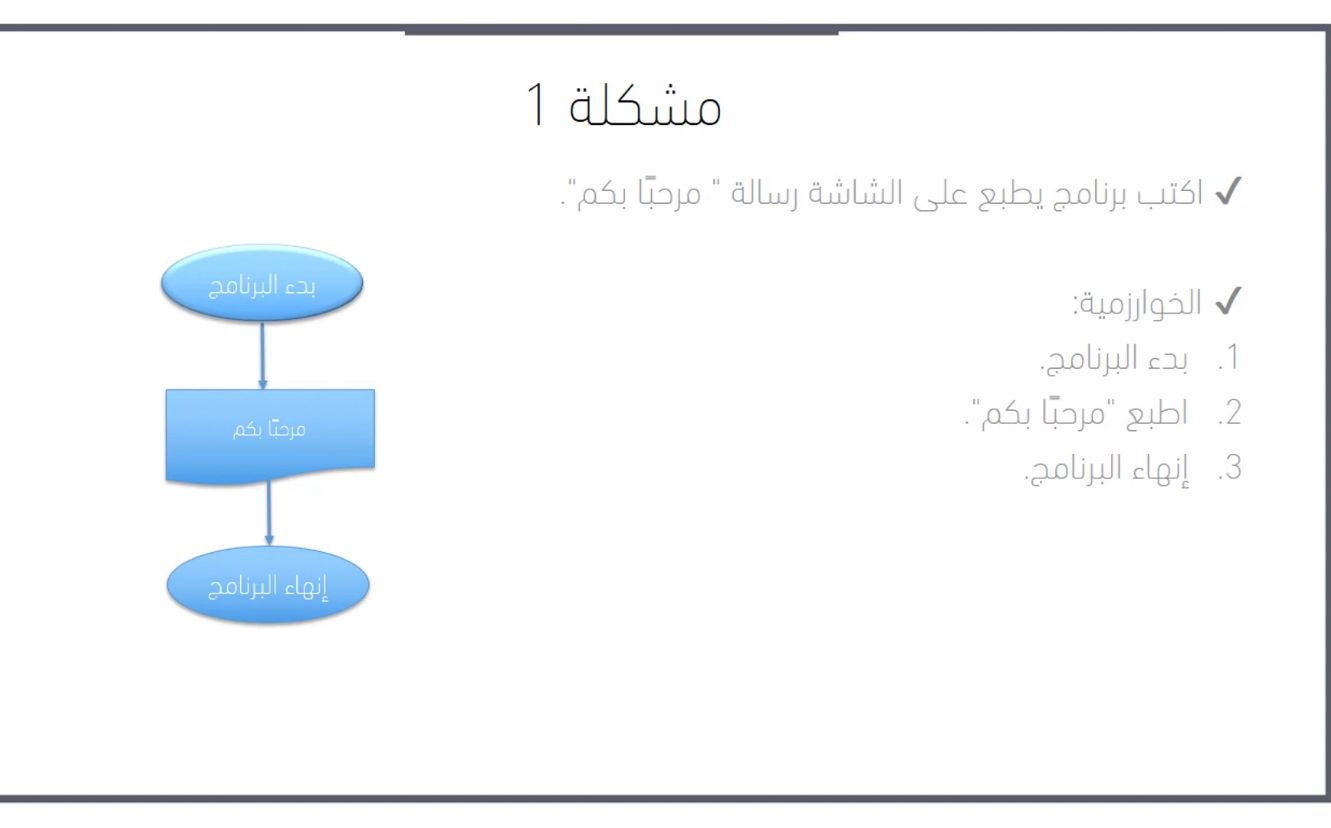 مشكلة 1
✓ اكتب برنامج يطبع على الشاشة رسالة " مرحبًا بكم".
✓ الخوارزمية:
1. بدء البرنامج.
2. اطبع "مرحبًا بكم".
3. إنهاء البرنامج.
بدء البرنامج
مرحبًا بكم
إنهاء البرنامج